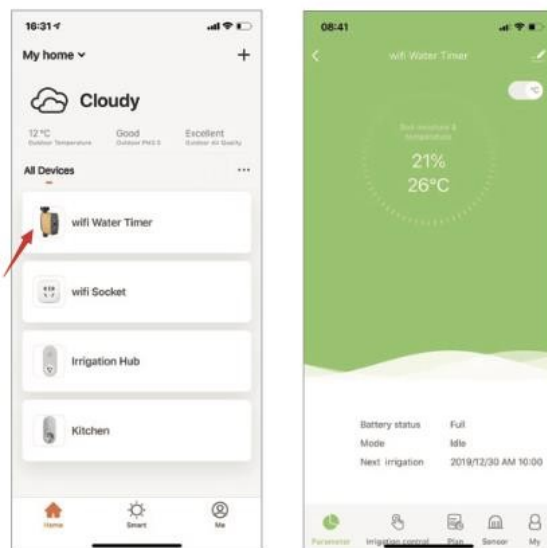 16:31
My home
Cloudy
12 °C Good Excellent
Outdoor Temperature Outdoor PM2.5 Outdoor Air Quality
All Devices
wifi Water Timer
wifi Socket
Irrigation Hub
Kitchen
Home Smart Me
08:41
wifi Water Timer
°C
Soil moisture &
temperature
21%
26°C
Battery status Full
Mode Idle
Next irrigation 2019/12/30 AM 10:00
Parameter Irrigation control Plan Sensor My